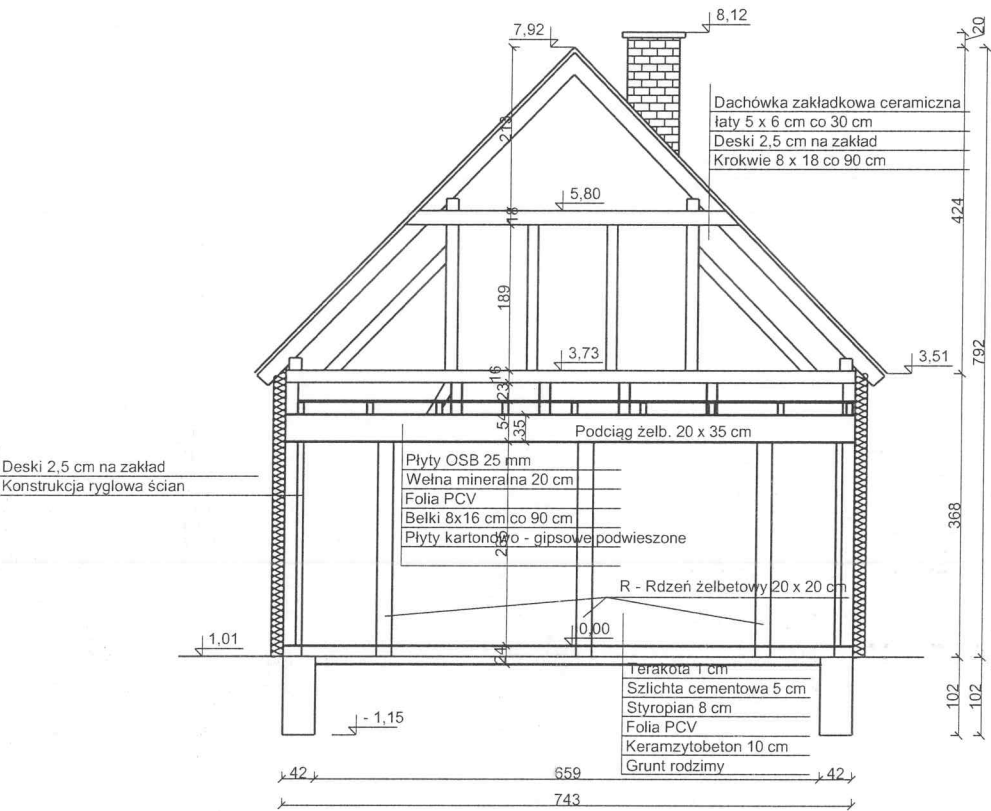 8,12
20
7,92
Dachówka zakładkowa ceramiczna
łaty 5 x 6 cm co 30 cm
Deski 2,5 cm na zakład
Krokwie 8 x 18 co 90 cm
213
5,80
18
424
189
3,73
3,51
792
16
23
54
35
Podciąg żelb. 20 x 35 cm
Deski 2,5 cm na zakład
Konstrukcja ryglowa ścian
Płyty OSB 25 mm
Wełna mineralna 20 cm
Folia PCV
Belki 8x16 cm co 90 cm
Płyty kartonowo - gipsowe podwieszone
368
R - Rdzeń żelbetowy 20 x 20 cm
1,01
0,00
24
Terakota 1 cm
Szlichta cementowa 5 cm
Styropian 8 cm
Folia PCV
Keramzytobeton 10 cm
Grunt rodzimy
- 1,15
102
102
42
659
42
743